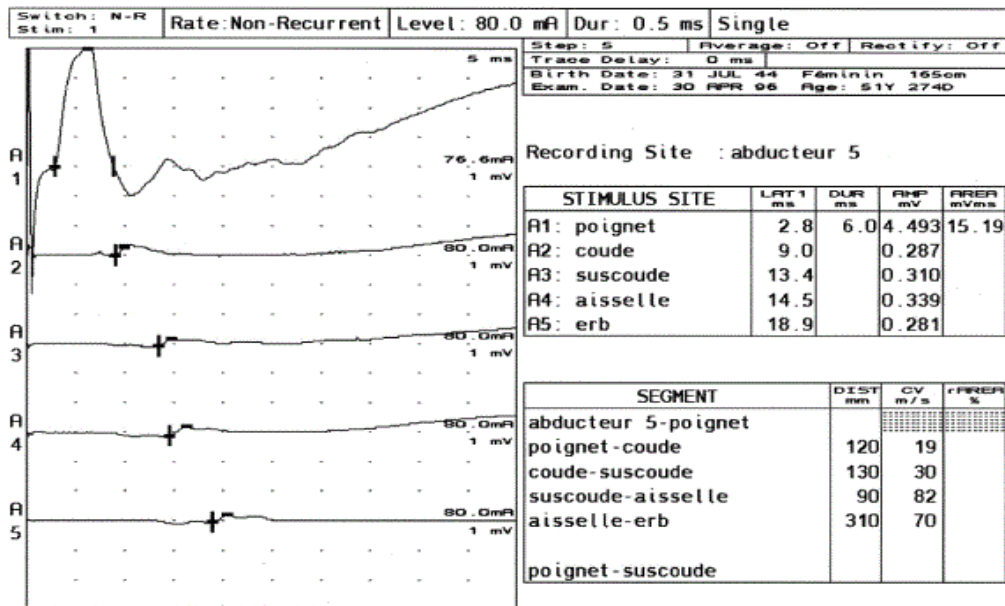 Switch: N-R
Stim: 1
Rate:Non-Recurrent
Level: 80.0 mA
Dur: 0.5 ms
Single
Step: 5
Average: Off
Rectify: Off
Trace Delay: 0 ms
Birth Date: 31 JUL 44 Féminin 165cm
Exam. Date: 30 APR 96 Age: 51Y 274D
5 ms
A
1
76.6mA
1 mV
A
2
80.0mA
1 mV
A
3
80.0mA
1 mV
A
4
80.0mA
1 mV
A
5
80.0mA
1 mV
Recording Site : abducteur 5
STIMULUS SITE LAT1 ms DUR ms AMP mV AREA mVms
A1: poignet 2.8 6.0 4.493 15.19
A2: coude 9.0 0.287
A3: suscoude 13.4 0.310
A4: aisselle 14.5 0.339
A5: erb 18.9 0.281
SEGMENT DIST mm CV m/s rAREA %
abducteur 5-poignet
poignet-coude 120 19
coude-suscoude 130 30
suscoude-aisselle 90 82
aisselle-erb 310 70
poignet-suscoude